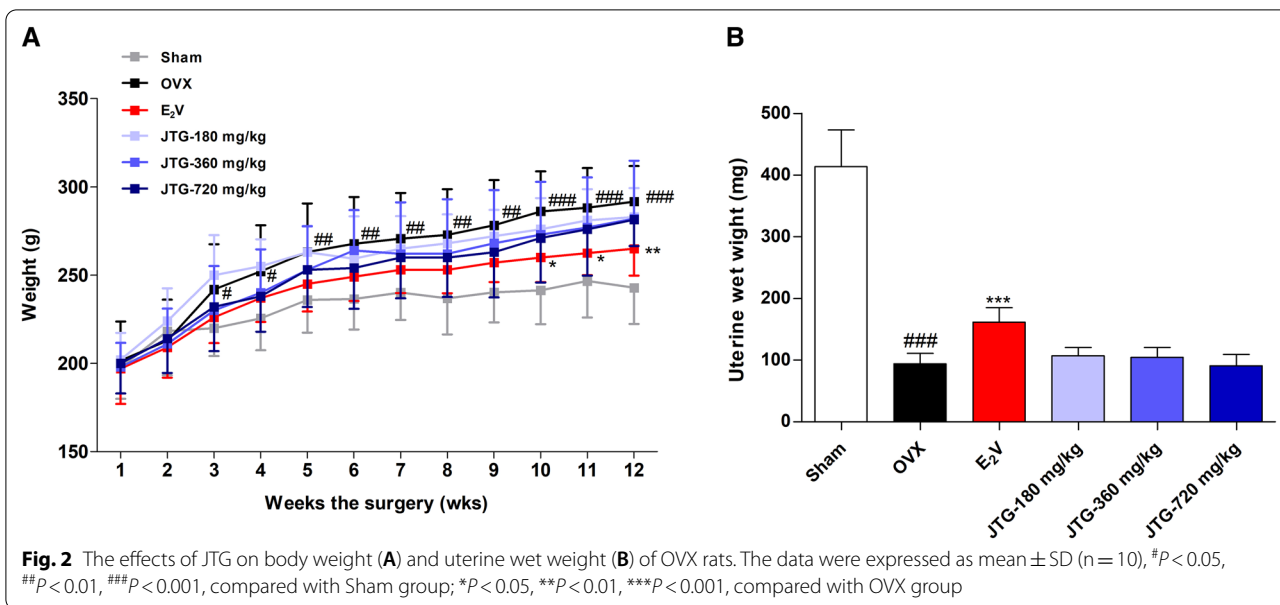 A
Sham
OVX
E₂V
JTG-180 mg/kg
JTG-360 mg/kg
JTG-720 mg/kg
Weight (g)
350
300
250
200
150
#
#
##
##
##
##
##
###
###
###
*
*
**
1 2 3 4 5 6 7 8 9 10 11 12
Weeks the surgery (wks)
B
Uterine wet wight (mg)
500
400
300
200
100
0
###
***
Sham
OVX
E₂V
JTG-180 mg/kg
JTG-360 mg/kg
JTG-720 mg/kg
Fig. 2 The effects of JTG on body weight (A) and uterine wet weight (B) of OVX rats. The data were expressed as mean ± SD (n = 10), #P < 0.05,
##P < 0.01, ###P < 0.001, compared with Sham group; *P < 0.05, **P < 0.01, ***P < 0.001, compared with OVX group